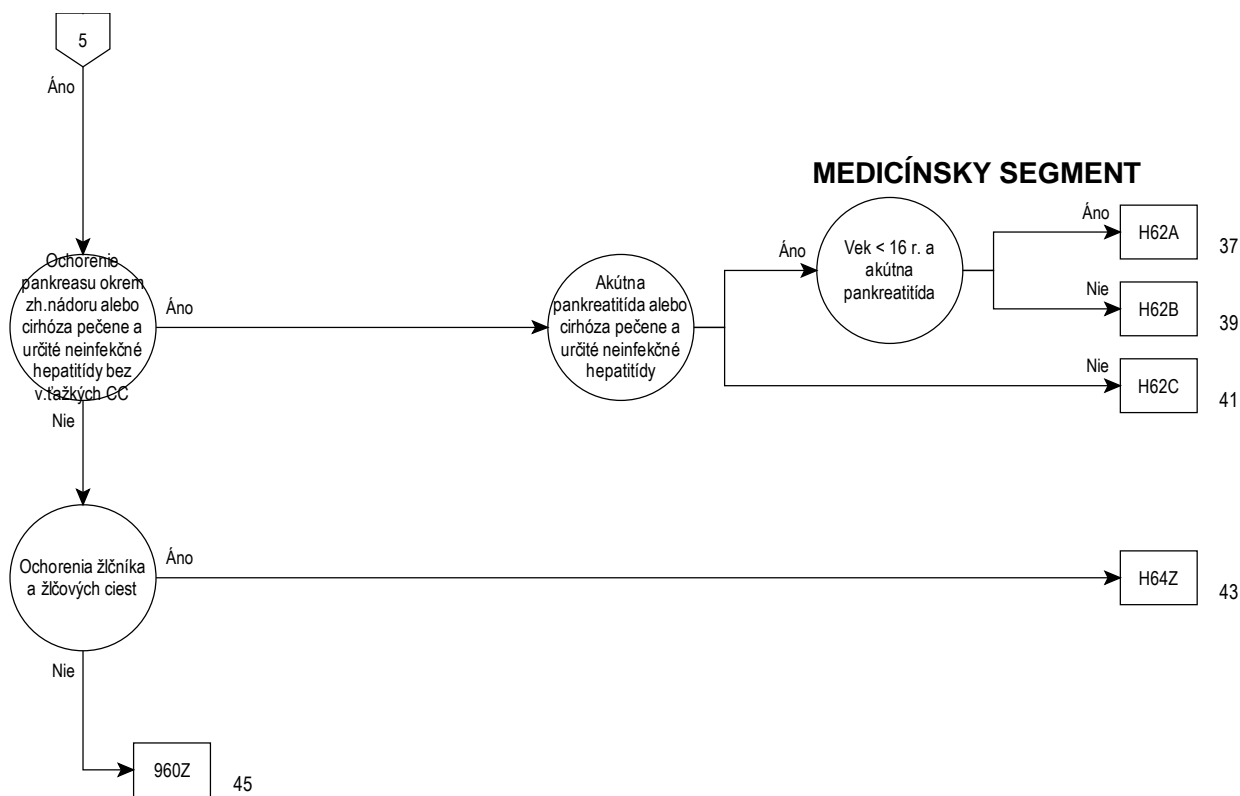 5
Áno
MEDICÍNSKY SEGMENT
Ochorenie
pankreasu okrem
zh.nádoru alebo
cirhóza pečene a
určité neinfekčné
hepatitídy bez
v.ťažkých CC
Áno
Akútna
pankreatitída alebo
cirhóza pečene a
určité neinfekčné
hepatitídy
Áno
Vek < 16 r. a
akútna
pankreatitída
Áno
H62A
37
Nie
H62B
39
Nie
H62C
41
Nie
Ochorenia žlčníka
a žlčových ciest
Áno
H64Z
43
Nie
960Z
45